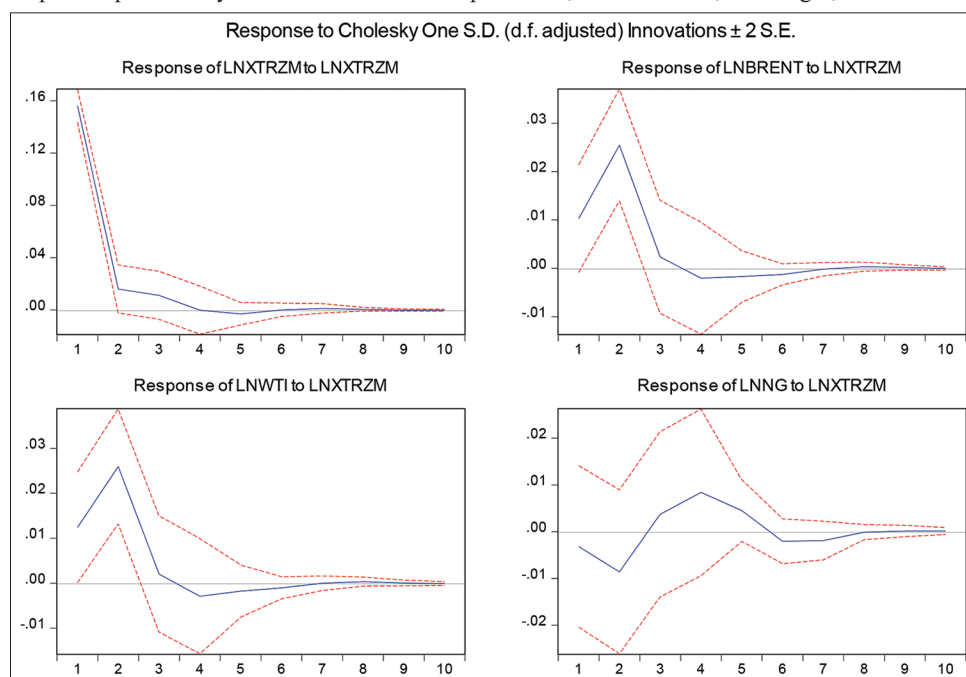 Response to Cholesky One S.D. (d.f. adjusted) Innovations ± 2 S.E.
Response of LNXTRZM to LNXTRZM
.16
.12
.08
.04
.00
1 2 3 4 5 6 7 8 9 10
Response of LNBRENT to LNXTRZM
.03
.02
.01
.00
-.01
1 2 3 4 5 6 7 8 9 10
Response of LNWTI to LNXTRZM
.03
.02
.01
.00
-.01
1 2 3 4 5 6 7 8 9 10
Response of LNNG to LNXTRZM
.02
.01
.00
-.01
-.02
1 2 3 4 5 6 7 8 9 10